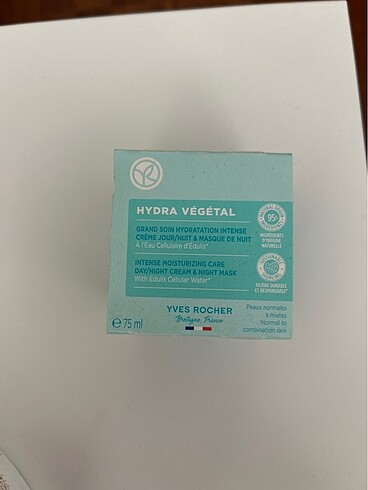 HYDRA VÉGÉTAL
GRAND SOIN HYDRATATION INTENSE
CRÈME JOUR/NUIT & MASQUE DE NUIT
À l'Eau Cellulaire d'Edulis*
INTENSE MOISTURIZING CARE
DAY/NIGHT CREAM & NIGHT MASK
With Edulis Cellular Water*
95%
INGRÉDIENTS
D'ORIGINE
NATURELLE
FILIÈRE DURABLE
ET RESPONSABLE*
YVES ROCHER
Bretagne, France
℮ 75 ml
Peaux normales
à mixtes
Normal to
combination skin